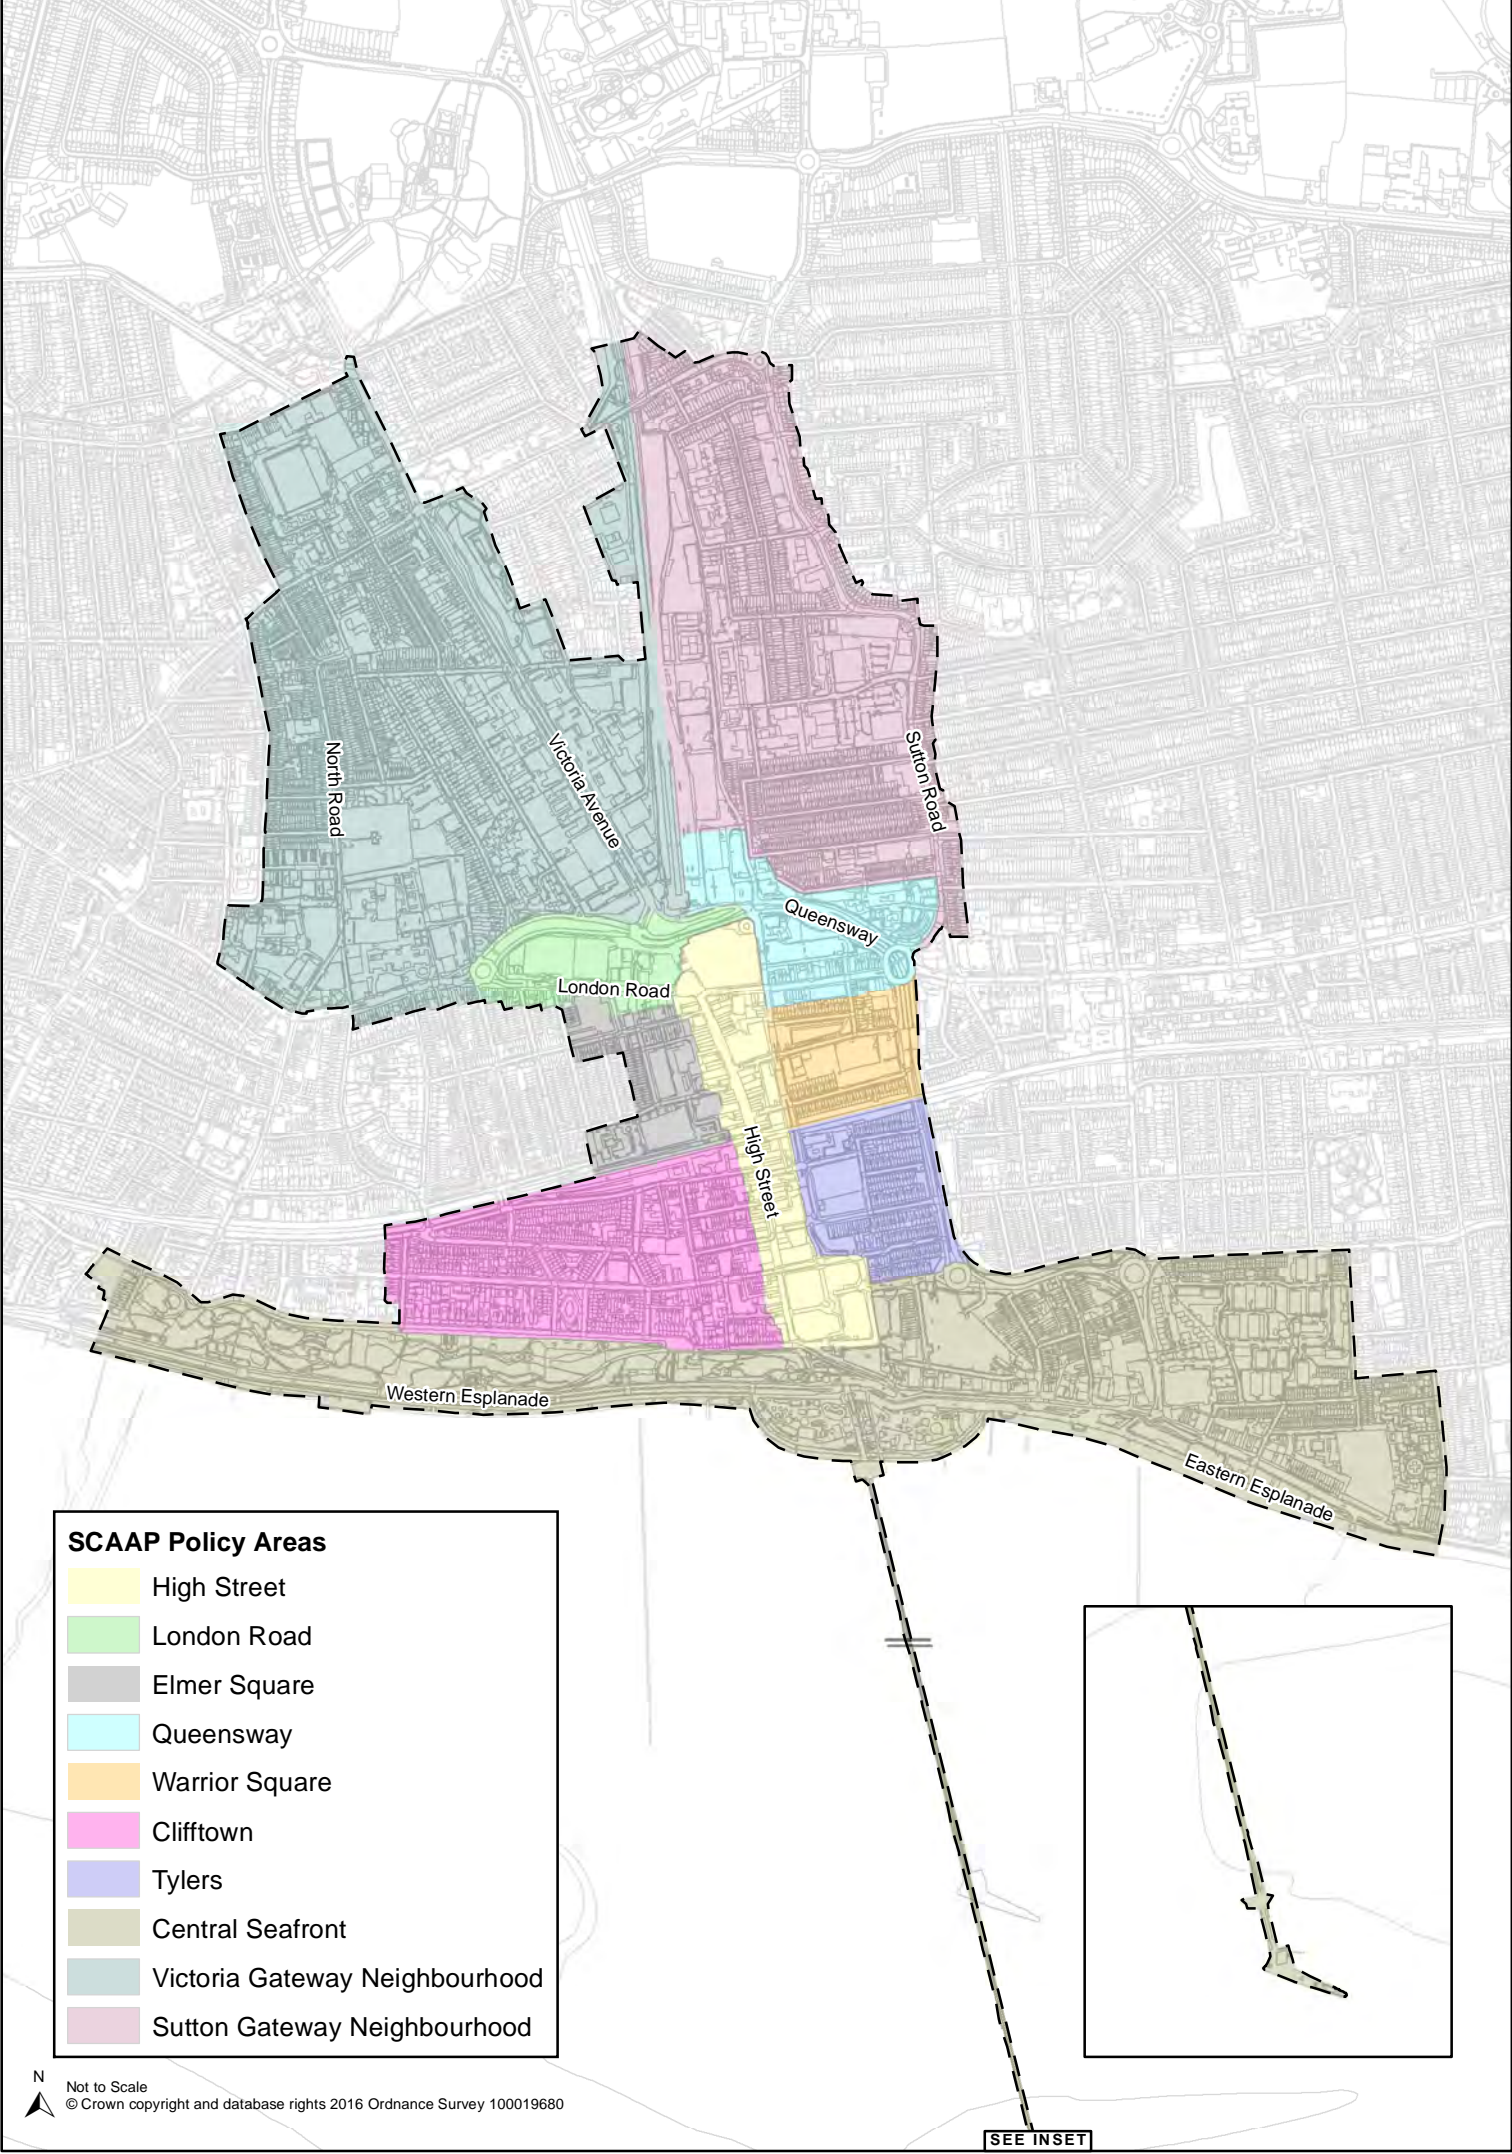 North Road
Victoria Avenue
Sutton Road
Queensway
London Road
High Street
Western Esplanade
Eastern Esplanade
SCAAP Policy Areas
High Street
London Road
Elmer Square
Queensway
Warrior Square
Clifftown
Tylers
Central Seafront
Victoria Gateway Neighbourhood
Sutton Gateway Neighbourhood
N
Not to Scale
© Crown copyright and database rights 2016 Ordnance Survey 100019680
SEE INSET